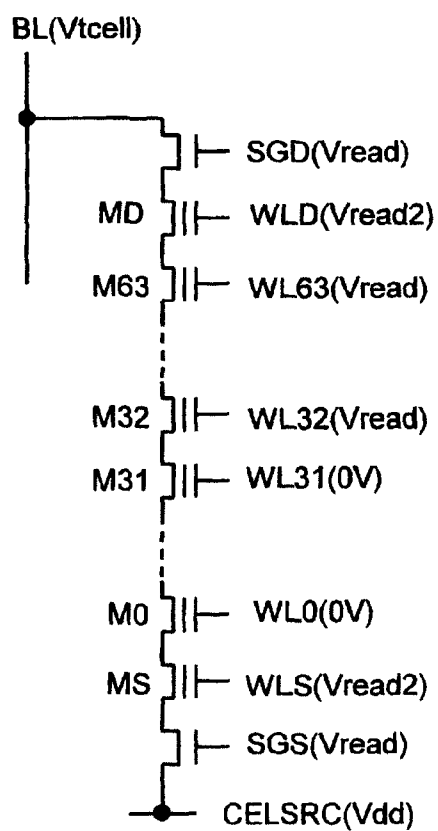 BL(Vtcell)
SGD(Vread)
MD WLD(Vread2)
M63 WL63(Vread)
M32 WL32(Vread)
M31 WL31(0V)
M0 WL0(0V)
MS WLS(Vread2)
SGS(Vread)
CELSRC(Vdd)